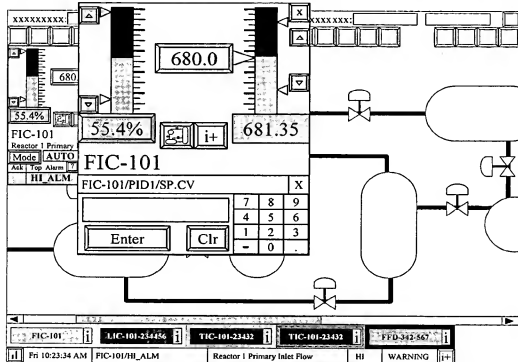 xxxxxxxxx:
X
xxxxxxxxx:
680.0
680
55.4%
55.4%
i+
681.35
FIC-101
Reactor 1 Primary
Mode
AUTO
Ask
Top Alarm
HI_ALM
FIC-101
FIC-101/PID1/SP.CV
X
7 8 9
4 5 6
1 2 3
- 0 .
Enter
Clr
FIC-101
i
LIC-101-234456
i
TIC-101-23432
i
TIC-101-23432
i
FFD-342-567
i
Fri 10:23:34 AM
FIC-101/HI_ALM
Reactor 1 Primary Inlet Flow
HI
WARNING
i+